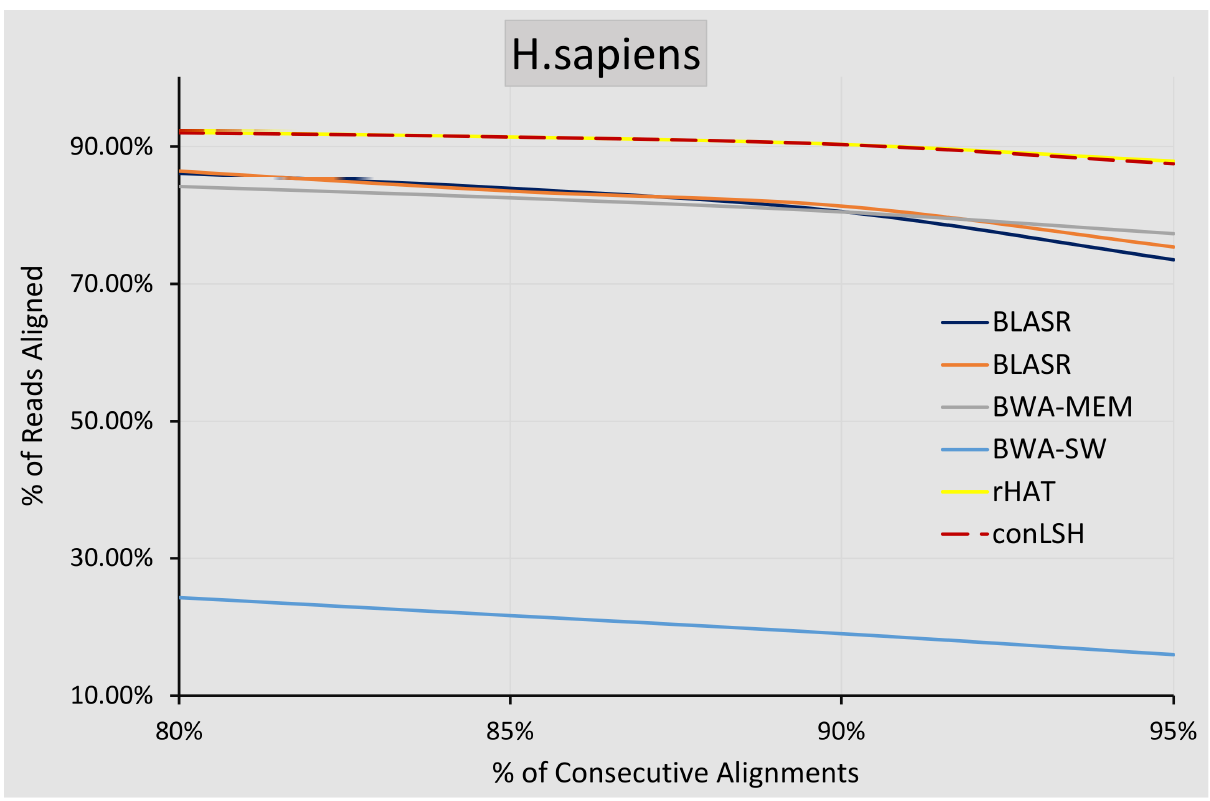 H.sapiens
90.00%
70.00%
50.00%
30.00%
10.00%
% of Reads Aligned
BLASR
BLASR
BWA-MEM
BWA-SW
rHAT
conLSH
80%
85%
90%
95%
% of Consecutive Alignments